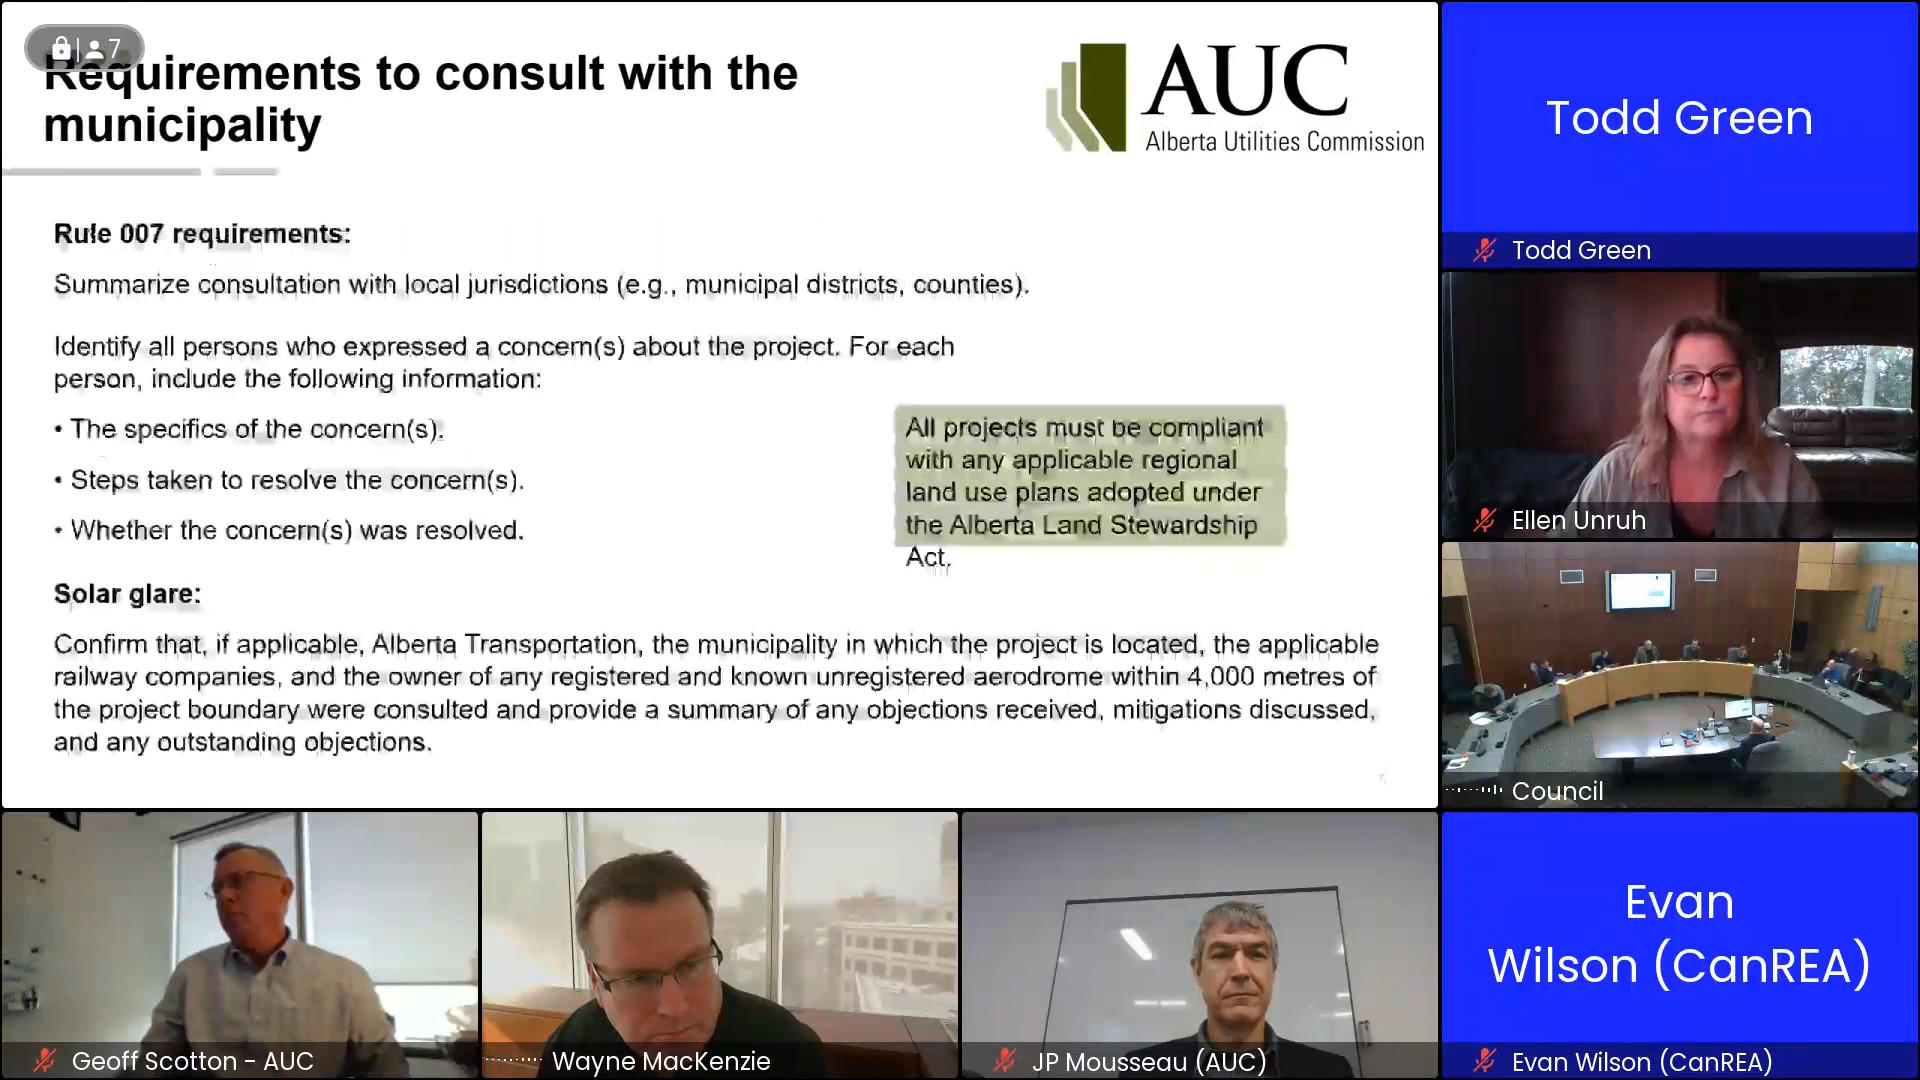 7
Requirements to consult with the
municipality
AUC
Alberta Utilities Commission
Rule 007 requirements:
Summarize consultation with local jurisdictions (e.g., municipal districts, counties).
Identify all persons who expressed a concern(s) about the project. For each
person, include the following information:
• The specifics of the concern(s).
• Steps taken to resolve the concern(s).
• Whether the concern(s) was resolved.
All projects must be compliant
with any applicable regional
land use plans adopted under
the Alberta Land Stewardship
Act.
Solar glare:
Confirm that, if applicable, Alberta Transportation, the municipality in which the project is located, the applicable
railway companies, and the owner of any registered and known unregistered aerodrome within 4,000 metres of
the project boundary were consulted and provide a summary of any objections received, mitigations discussed,
and any outstanding objections.
Todd Green
Todd Green
Ellen Unruh
Council
Geoff Scotton - AUC
Wayne MacKenzie
JP Mousseau (AUC)
Evan
Wilson (CanREA)
Evan Wilson (CanREA)